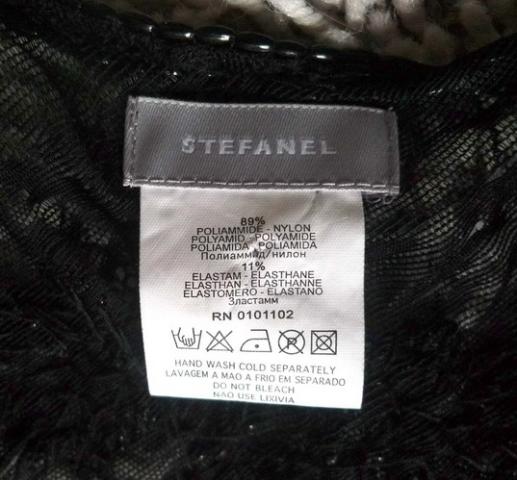 STEFANEL
89%
POLIAMMIDE - NYLON
POLYAMID - POLYAMIDE
POLIAMIDA - POLIAMIDA
Полиаммид/нилон
11%
ELASTAM - ELASTHANE
ELASTHAN - ELASTHANNE
ELASTOMERO - ELASTANO
Эластамм
RN 0101102
HAND WASH COLD SEPARATELY
LAVAGEM A MAO A FRIO EM SEPARADO
DO NOT BLEACH
NAO USE LIXIVIA